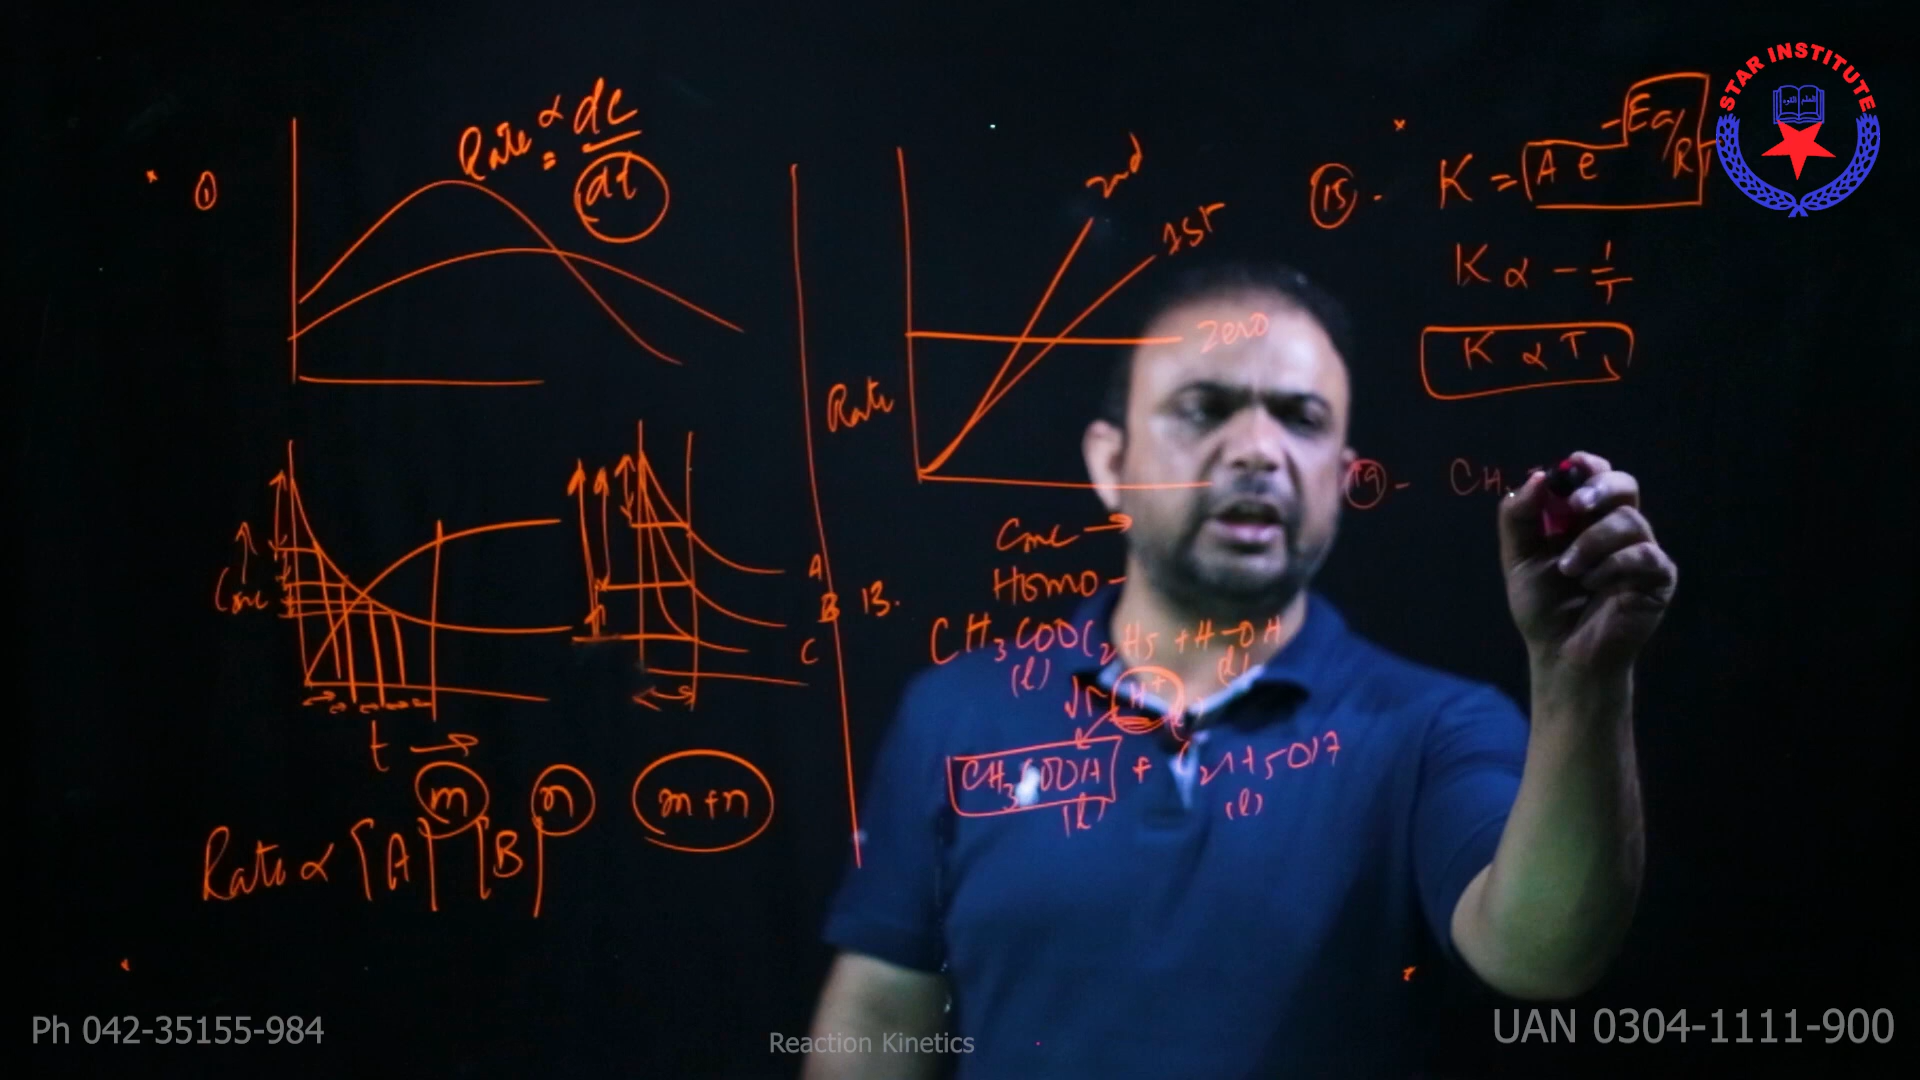 ①
Rate ∝ = dc/dt
Conc
t →
A
B
C
Rate ∝ [A]^m [B]^n
m+n
Rate
2nd
1st
Zero
Conc →
Homo-
13.
CH3COOC2H5 + H-OH
(l) (l)
H+
CH3COOH + C2H5OH
(l) (l)
15 - K = A e^-Ea/RT
K ∝ - 1/T
K ∝ T
19 - CH
STAR INSTITUTE
Ph 042-35155-984
Reaction Kinetics
UAN 0304-1111-900